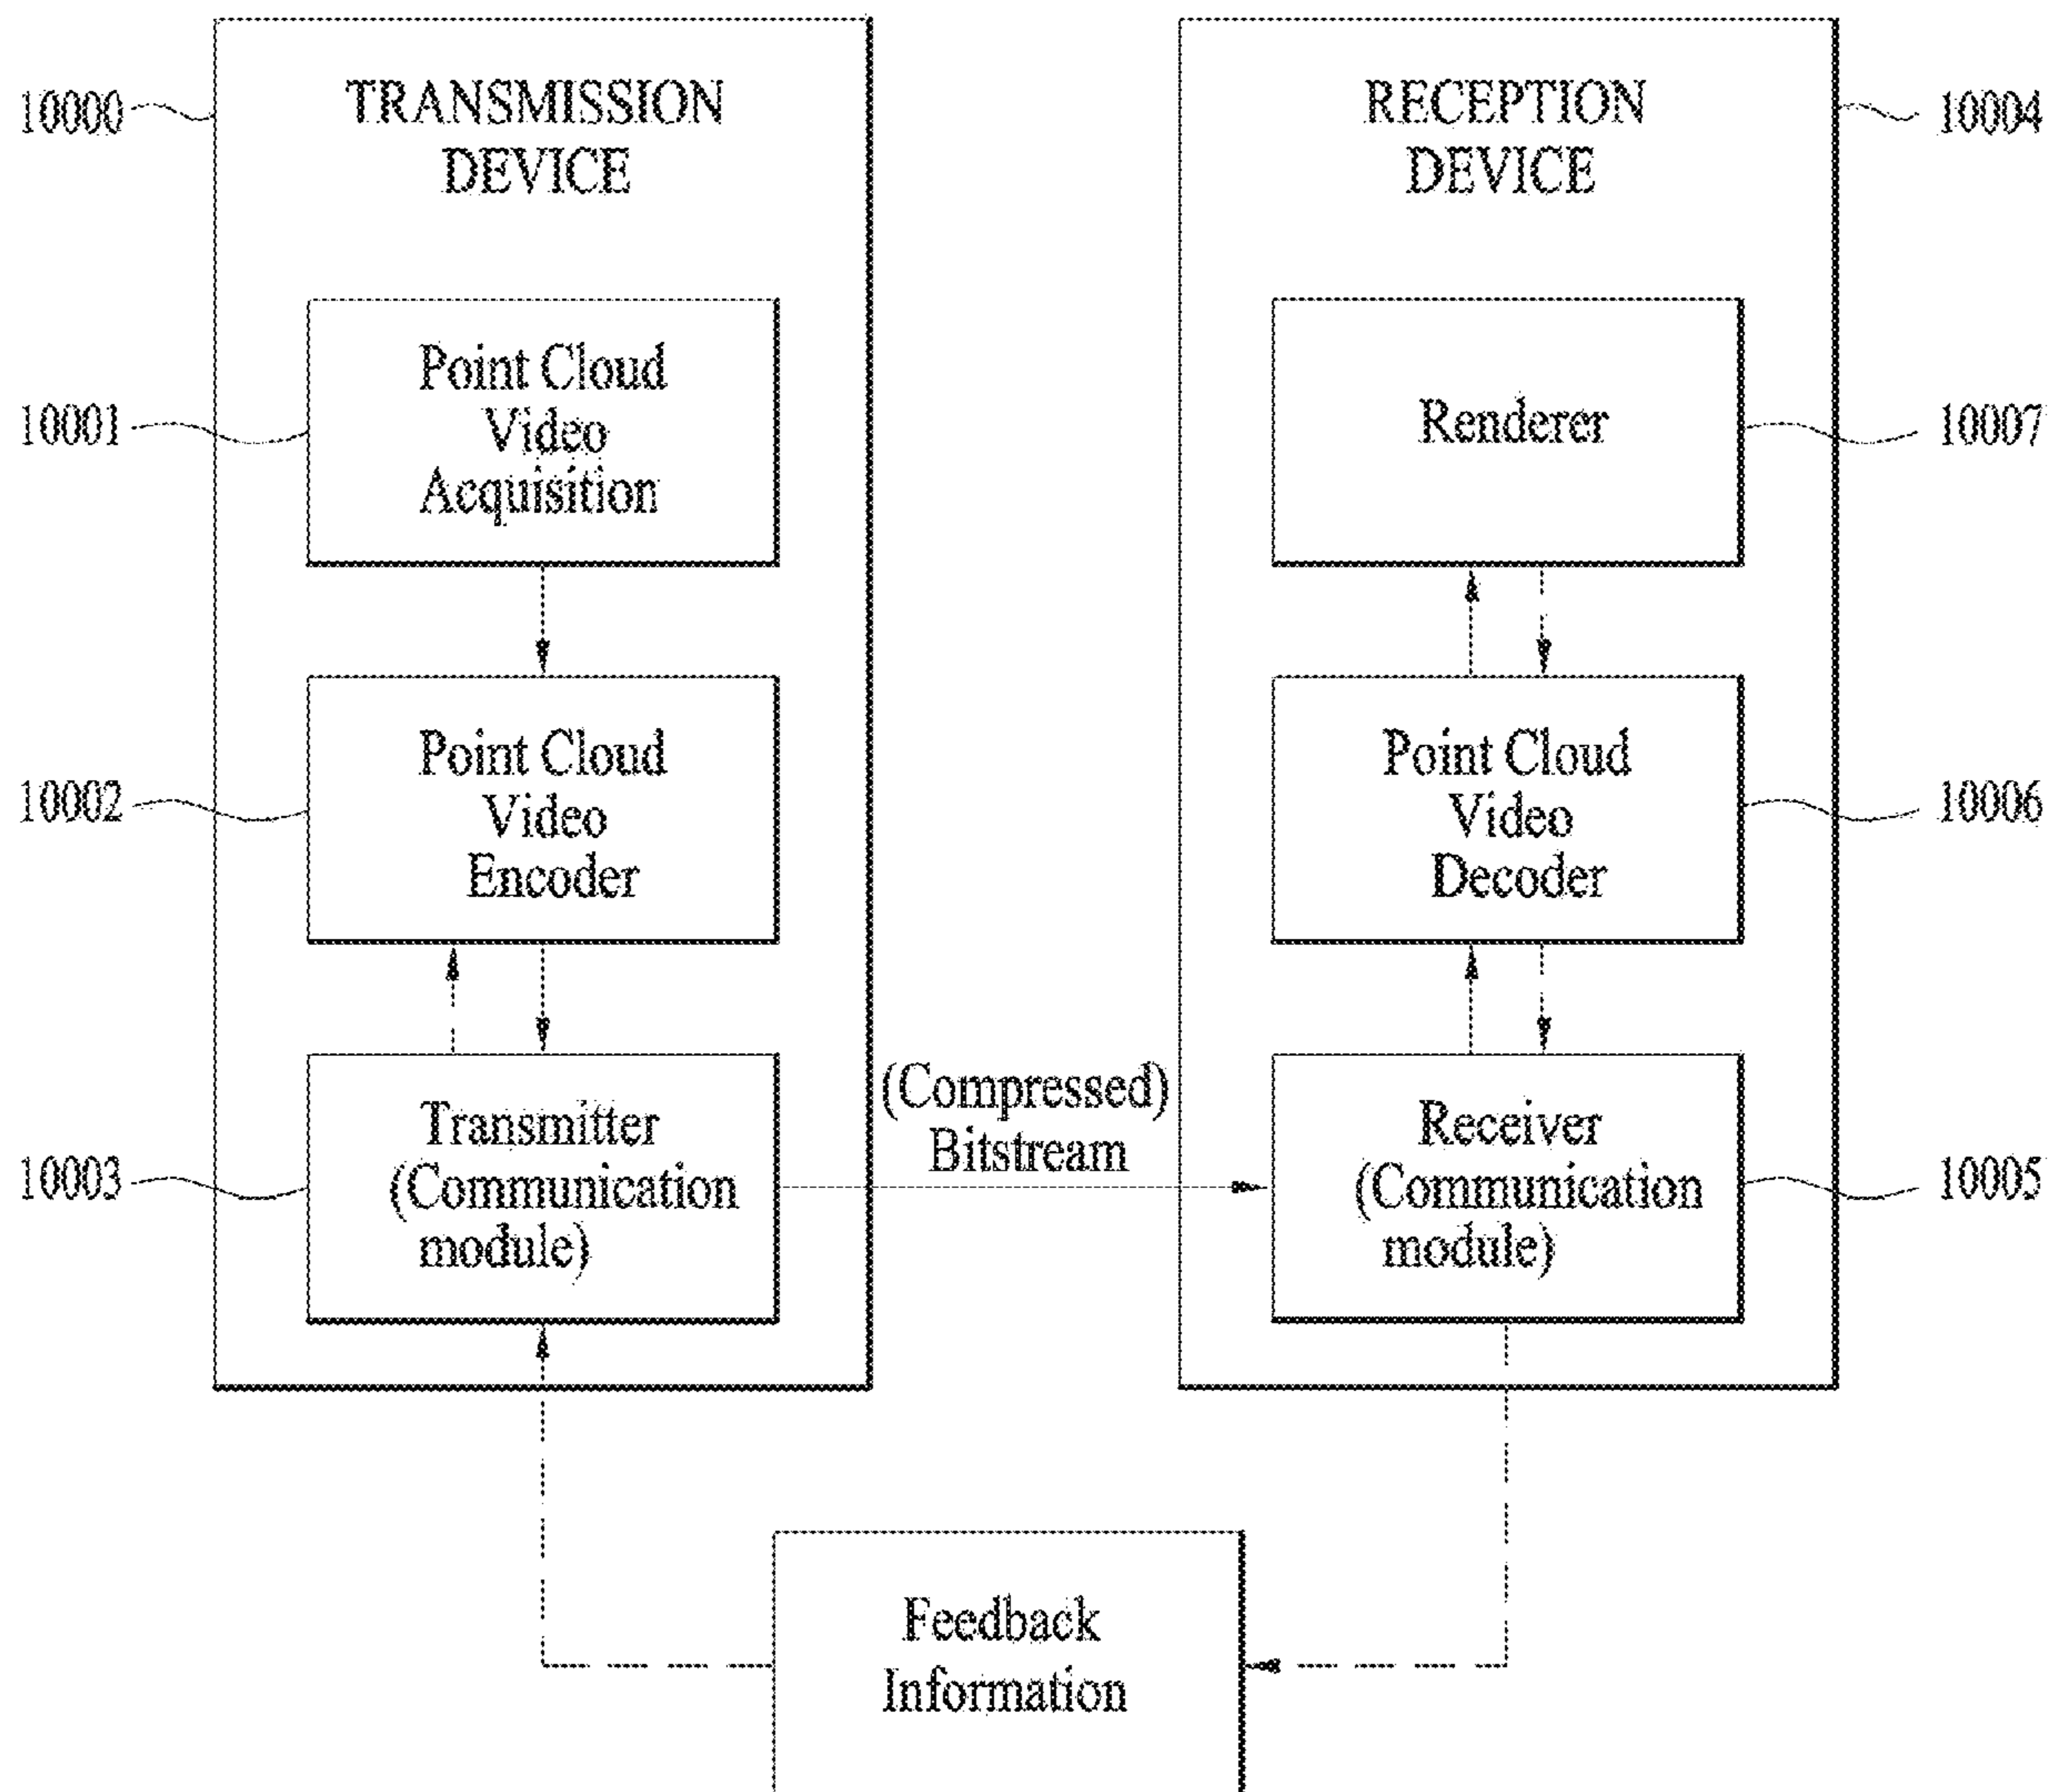 10000
TRANSMISSION
DEVICE
10001
Point Cloud
Video
Acquisition
10002
Point Cloud
Video
Encoder
10003
Transmitter
(Communication
module)
(Compressed)
Bitstream
RECEPTION
DEVICE
10004
Renderer
10007
Point Cloud
Video
Decoder
10006
Receiver
(Communication
module)
10005
Feedback
Information